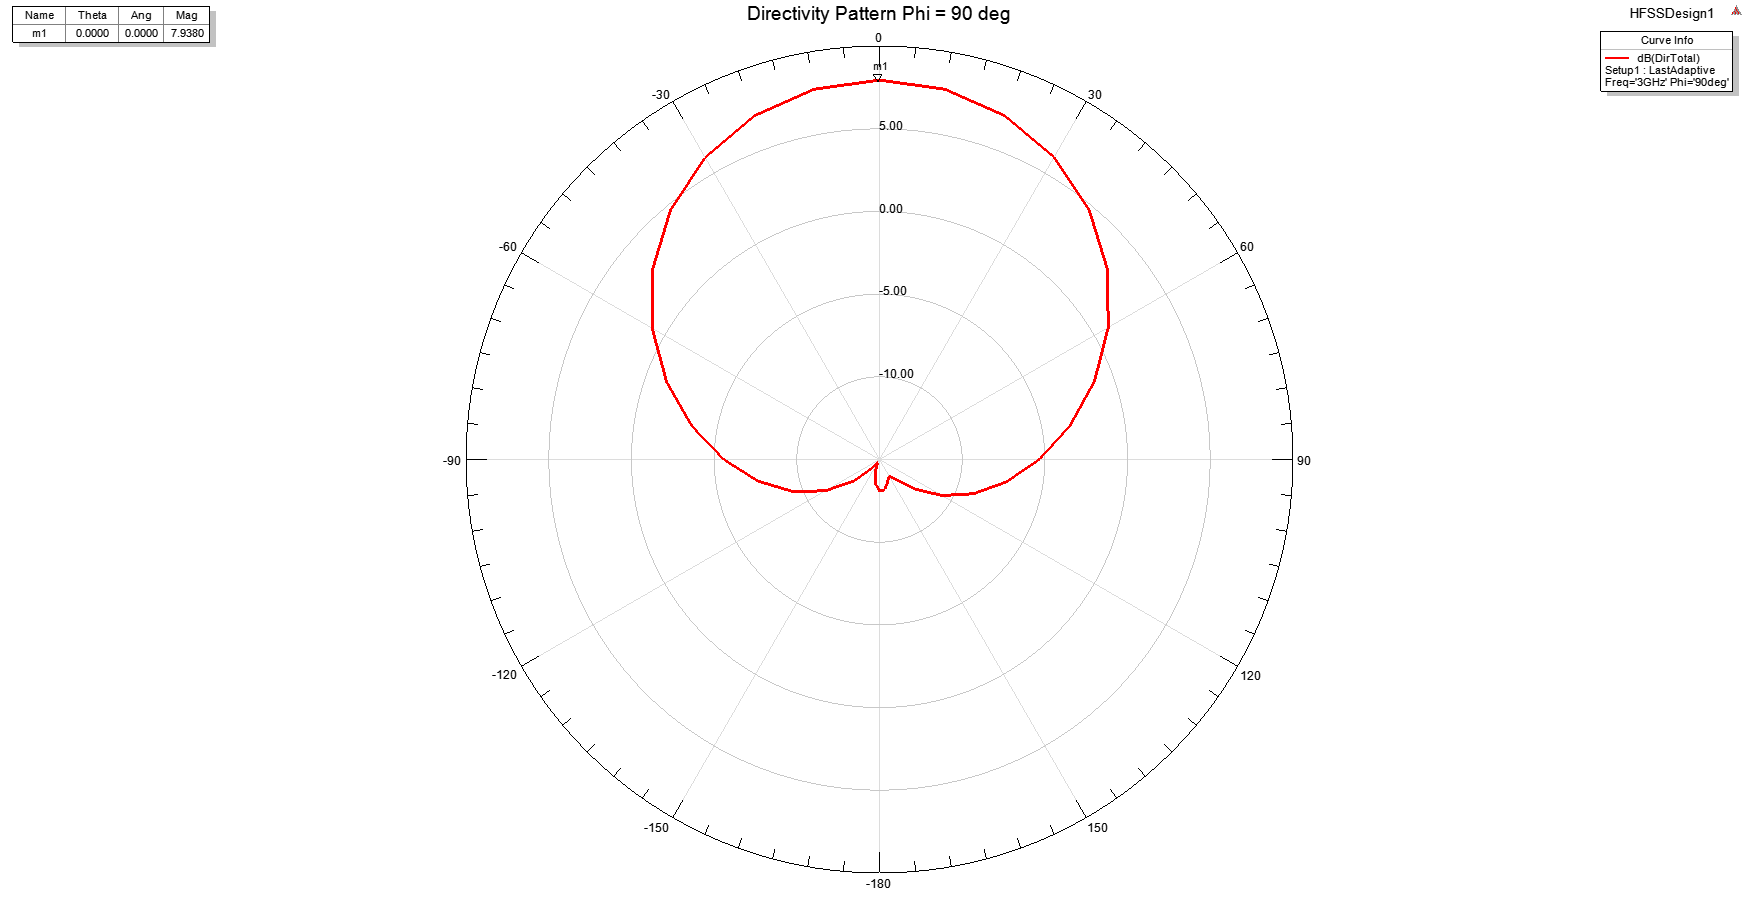 Directivity Pattern Phi = 90 deg
HFSSDesign1
Name Theta Ang Mag
m1 0.0000 0.0000 7.9380
Curve Info
dB(DirTotal)
Setup1 : LastAdaptive
Freq='3GHz' Phi='90deg'
0
m1
-30
30
5.00
0.00
-60
60
-5.00
-10.00
-90
90
-120
120
-150
150
-180